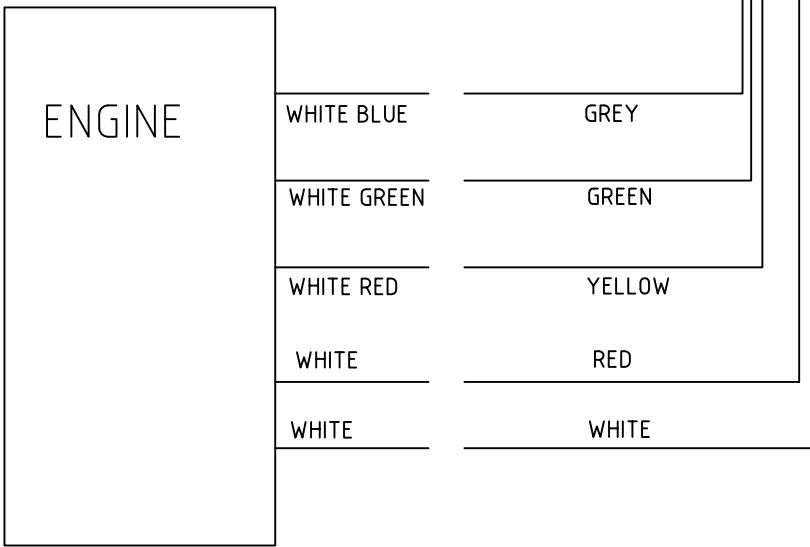 ENGINE
WHITE BLUE
GREY
WHITE GREEN
GREEN
WHITE RED
YELLOW
WHITE
RED
WHITE
WHITE